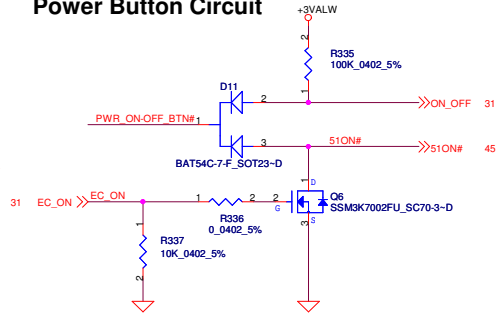 Power Button Circuit
+3VALW
2
R335
100K_0402_5%
1
D11
2
ON_OFF 31
PWR_ON-OFF_BTN# 1
3
51ON#
51ON# 45
BAT54C-7-F_SOT23~D
1
D
31 EC_ON EC_ON
1
2
2
G
Q6
SSM3K7002FU_SC70-3~D
R336
0_0402_5%
3
S
1
R337
10K_0402_5%
2